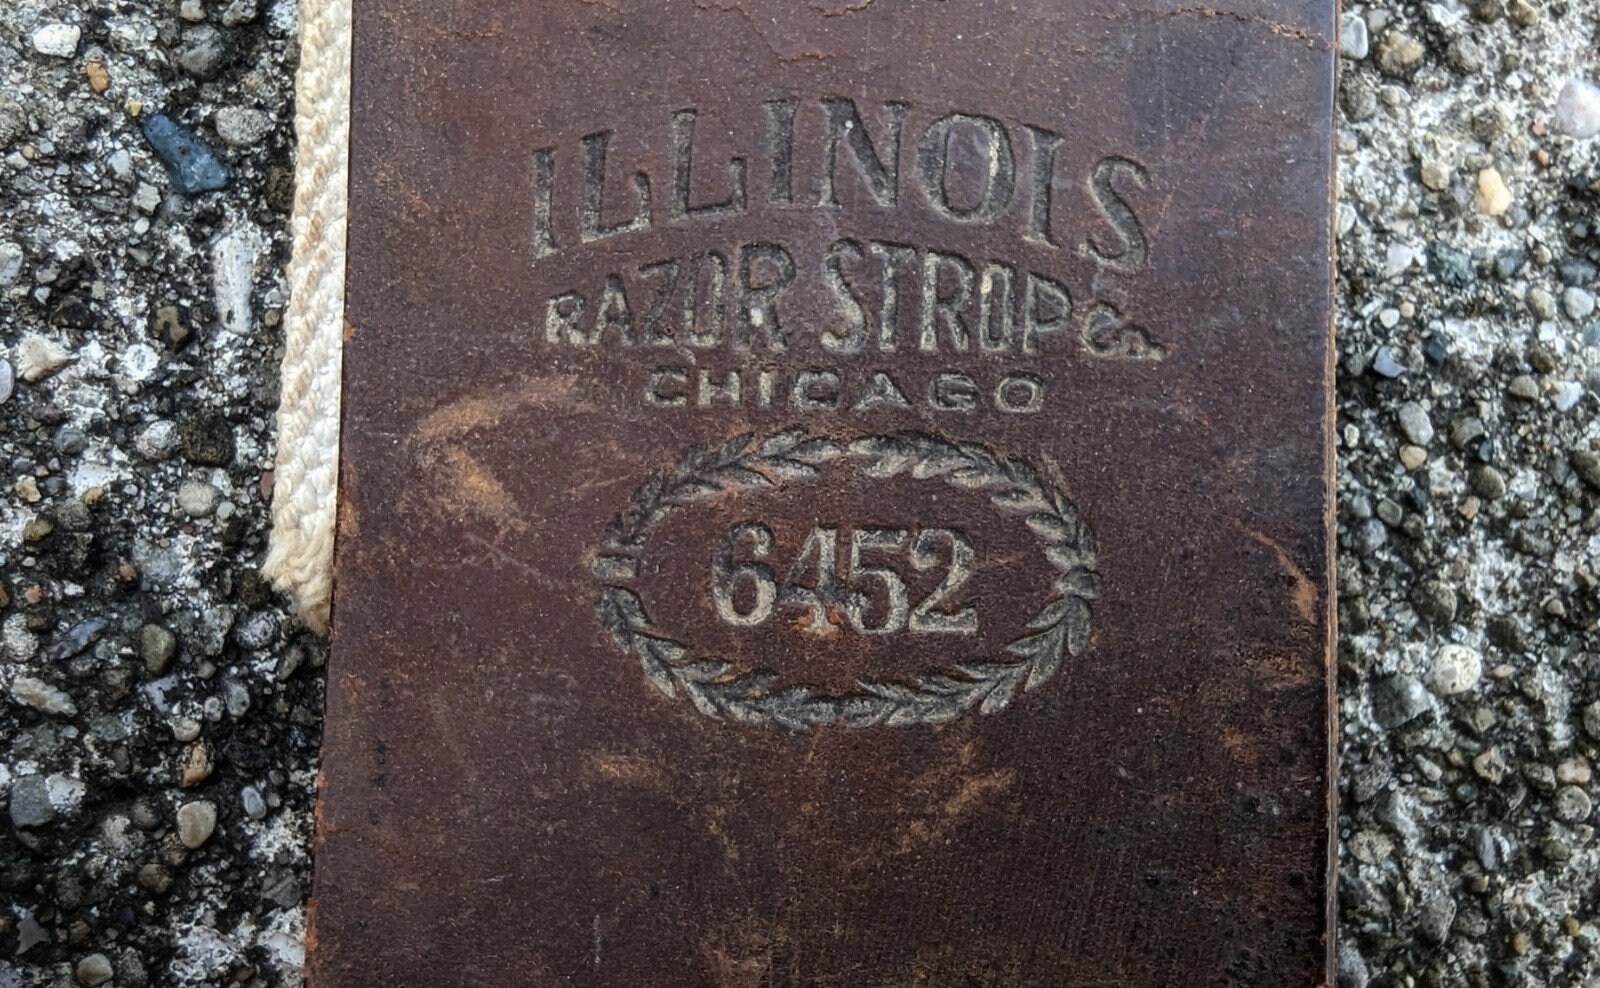 ILLINOIS
RAZOR STROP Co.
CHICAGO
6452